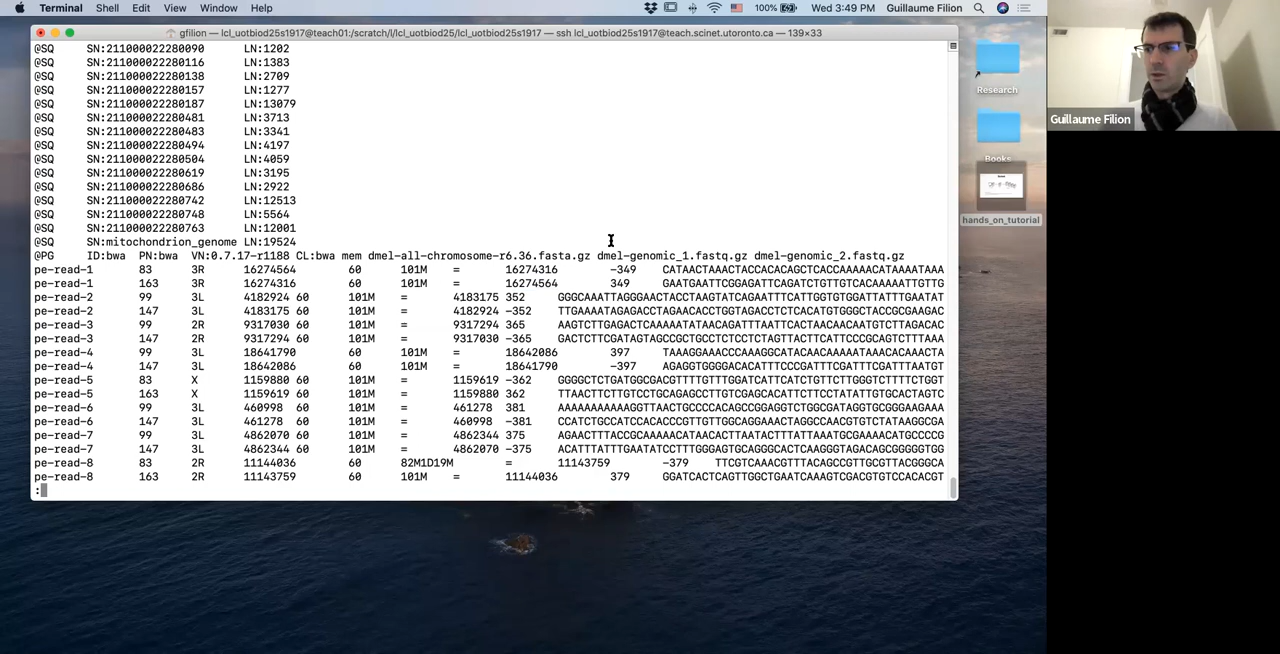 Terminal Shell Edit View Window Help 100% Wed 3:49 PM Guillaume Filion
gfilion — lcl_uotbiod25s1917@teach01:/scratch/l/lcl_uotbiod25/lcl_uotbiod25s1917 — ssh lcl_uotbiod25s1917@teach.scinet.utoronto.ca — 139×33
@SQ SN:211000022280090 LN:1202
@SQ SN:211000022280116 LN:1383
@SQ SN:211000022280138 LN:2709
@SQ SN:211000022280157 LN:1277
@SQ SN:211000022280187 LN:13079
@SQ SN:211000022280481 LN:3713
@SQ SN:211000022280483 LN:3341
@SQ SN:211000022280494 LN:4197
@SQ SN:211000022280504 LN:4059
@SQ SN:211000022280619 LN:3195
@SQ SN:211000022280686 LN:2922
@SQ SN:211000022280742 LN:12513
@SQ SN:211000022280748 LN:5564
@SQ SN:211000022280763 LN:12001
@SQ SN:mitochondrion_genome LN:19524
@PG ID:bwa PN:bwa VN:0.7.17-r1188 CL:bwa mem dmel-all-chromosome-r6.36.fasta.gz dmel-genomic_1.fastq.gz dmel-genomic_2.fastq.gz
pe-read-1 83 3R 16274564 60 101M = 16274316 -349 CATAACTAAACTACCACACAGCTCACCAAAAACATAAAATAAA
pe-read-1 163 3R 16274316 60 101M = 16274564 349 GAATGAATTCGGAGATTCAGATCTGTTGTCACAAAAATTGTTG
pe-read-2 99 3L 4182924 60 101M = 4183175 352 GGGCAAATTAGGGAACTACCTAAGTATCAGAATTTCATTGGTGTGGATTATTTGAATAT
pe-read-2 147 3L 4183175 60 101M = 4182924 -352 TTGAAAATAGAGACCTAGAACACCTGGTAGACCTCTCACATGTGGGCTACCGCGAAGAC
pe-read-3 99 2R 9317030 60 101M = 9317294 365 AAGTCTTGAGACTCAAAAATATAACAGATTTAATTCACTAACAACAATGTCTTAGACAC
pe-read-3 147 2R 9317294 60 101M = 9317030 -365 GACTCTTCGATAGTAGCCGCTGCCTCTCCTCTAGTTACTTCATTCCCGCAGTCTTTAAA
pe-read-4 99 3L 18641790 60 101M = 18642086 397 TAAAGGAAACCCAAAGGCATACAACAAAAATAAACACAAACTA
pe-read-4 147 3L 18642086 60 101M = 18641790 -397 AGAGGTGGGGACACATTTCCCGATTTCGATTTCGATTTAATGT
pe-read-5 83 X 1159880 60 101M = 1159619 -362 GGGGCTCTGATGGCGACGTTTTGTTTGGATCATTCATCTGTTCTTGGGTCTTTTCTGGT
pe-read-5 163 X 1159619 60 101M = 1159880 362 TAACTTCTTGTCCTGCAGAGCCTTGTCGAGCACATTCTTCCTATATTGTGCACTAGTC
pe-read-6 99 3L 460998 60 101M = 461278 381 AAAAAAAAAAAGGTTAACTGCCCCACAGCCGGAGGTCTGGCGATAGGTGCGGGAAGAAA
pe-read-6 147 3L 461278 60 101M = 460998 -381 CCATCTGCCATCCACACCCGTTGTTGGCAGGAAACTAGGCCAACGTGTCTATAAGGCGA
pe-read-7 99 3L 4862070 60 101M = 4862344 375 AGAACTTTACCGCAAAAACATAACACTTAATACTTTATTAAATGCGAAAACATGCCCCG
pe-read-7 147 3L 4862344 60 101M = 4862070 -375 ACATTTATTTGAATATCCTTTGGGAGTGCAGGGCACTCAAGGGTAGACAGCGGGGGTGG
pe-read-8 83 2R 11144036 60 82M1D19M = 11143759 -379 TTCGTCAAACGTTTACAGCCGTTGCGTTACGGGCA
pe-read-8 163 2R 11143759 60 101M = 11144036 379 GGATCACTCAGTTGGCTGAATCAAAGTCGACGTGTCCACACGT
:
Research
Books
hands_on_tutorial
Guillaume Filion